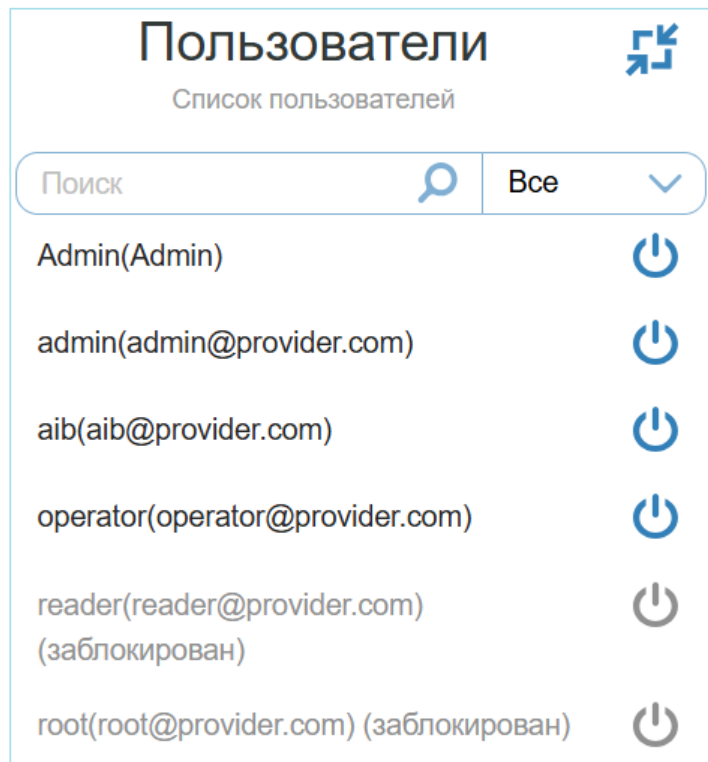 Пользователи
Список пользователей
Поиск
Все
Admin(Admin)
admin(admin@provider.com)
aib(aib@provider.com)
operator(operator@provider.com)
reader(reader@provider.com)
(заблокирован)
root(root@provider.com) (заблокирован)